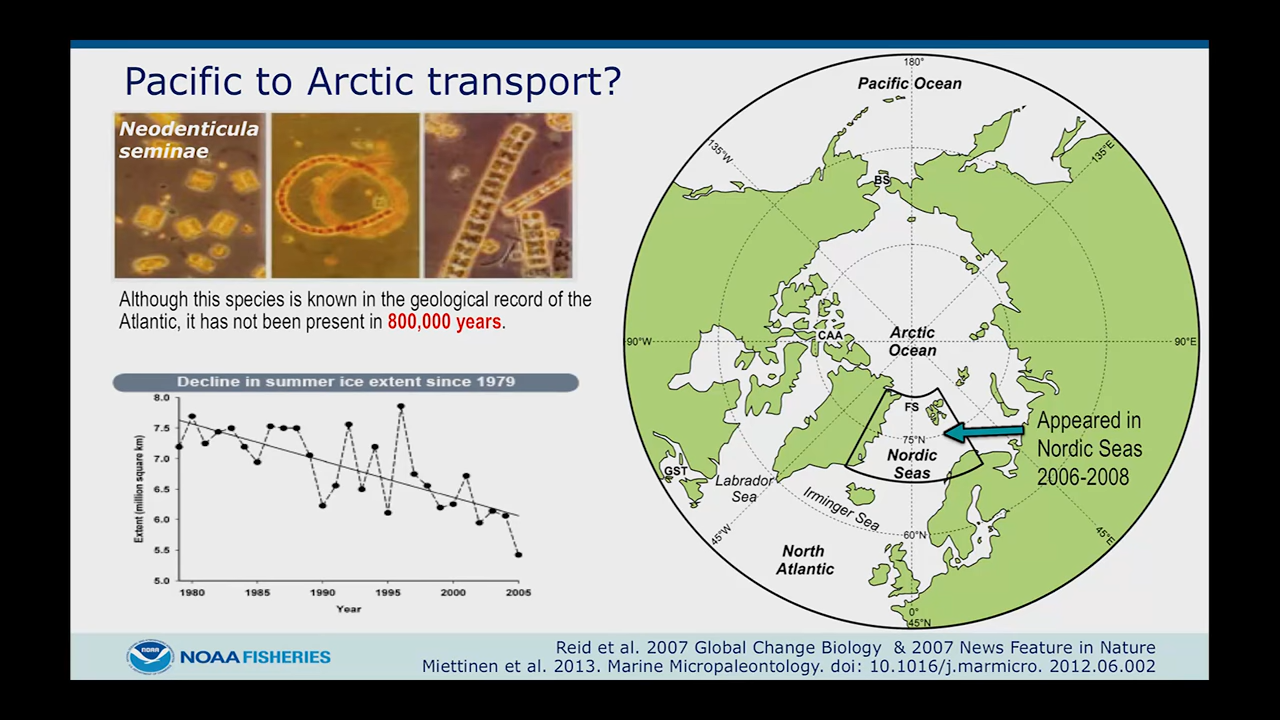 Pacific to Arctic transport?
Neodenticula
seminae
Although this species is known in the geological record of the
Atlantic, it has not been present in 800,000 years.
Decline in summer ice extent since 1979
8.0
7.5
7.0
6.5
6.0
5.5
5.0
Extent (million square km)
1980 1985 1990 1995 2000 2005
Year
180°
Pacific Ocean
135°W
135°E
BS
CAA
Arctic
Ocean
90°W
90°E
FS
75°N
Nordic
Seas
Appeared in
Nordic Seas
2006-2008
GST
Labrador
Sea
Irminger Sea
45°W
60°N
45°E
North
Atlantic
0°
45°N
NOAA
NOAA FISHERIES
Reid et al. 2007 Global Change Biology & 2007 News Feature in Nature
Miettinen et al. 2013. Marine Micropaleontology. doi: 10.1016/j.marmicro. 2012.06.002